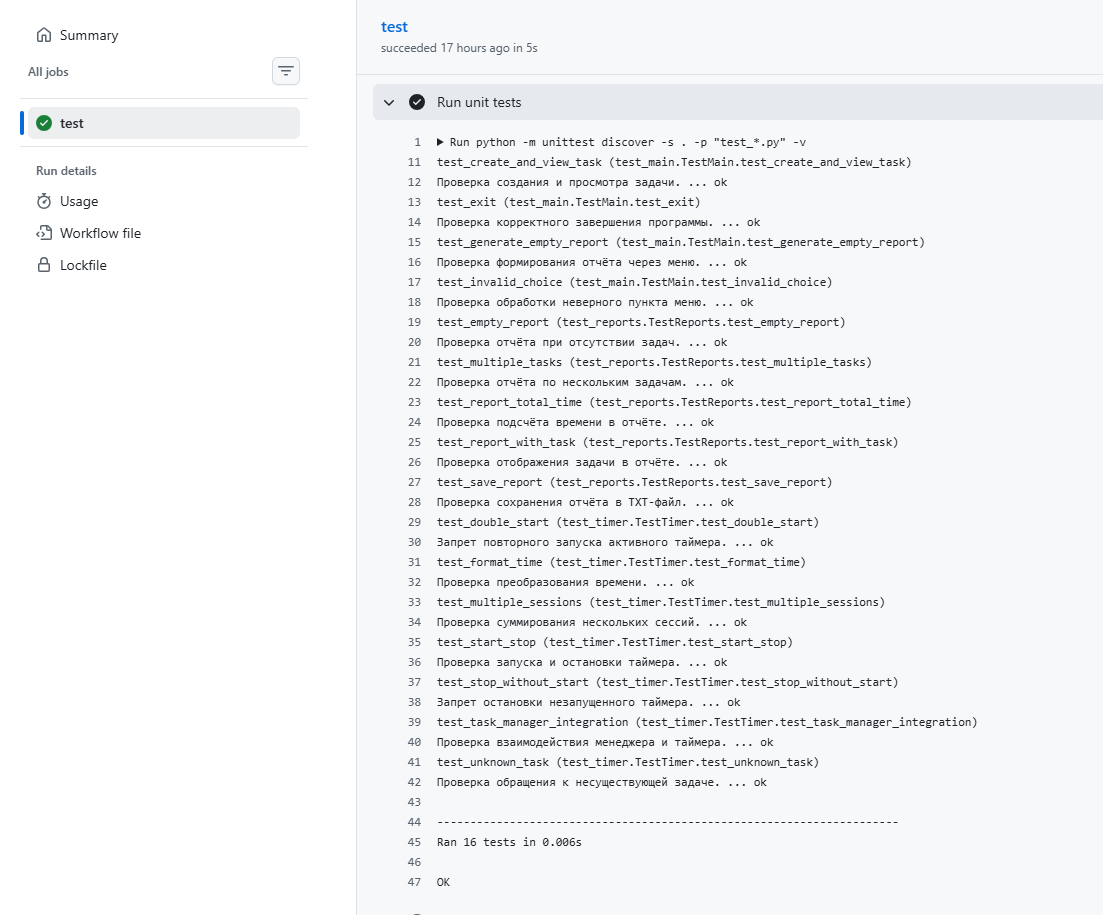 Summary
All jobs
test
Run details
Usage
Workflow file
Lockfile
test
succeeded 17 hours ago in 5s
Run unit tests
1 Run python -m unittest discover -s . -p "test_*.py" -v
11 test_create_and_view_task (test_main.TestMain.test_create_and_view_task)
12 Проверка создания и просмотра задачи. ... ok
13 test_exit (test_main.TestMain.test_exit)
14 Проверка корректного завершения программы. ... ok
15 test_generate_empty_report (test_main.TestMain.test_generate_empty_report)
16 Проверка формирования отчёта через меню. ... ok
17 test_invalid_choice (test_main.TestMain.test_invalid_choice)
18 Проверка обработки неверного пункта меню. ... ok
19 test_empty_report (test_reports.TestReports.test_empty_report)
20 Проверка отчёта при отсутствии задач. ... ok
21 test_multiple_tasks (test_reports.TestReports.test_multiple_tasks)
22 Проверка отчёта по нескольким задачам. ... ok
23 test_report_total_time (test_reports.TestReports.test_report_total_time)
24 Проверка подсчёта времени в отчёте. ... ok
25 test_report_with_task (test_reports.TestReports.test_report_with_task)
26 Проверка отображения задачи в отчёте. ... ok
27 test_save_report (test_reports.TestReports.test_save_report)
28 Проверка сохранения отчёта в TXT-файл. ... ok
29 test_double_start (test_timer.TestTimer.test_double_start)
30 Запрет повторного запуска активного таймера. ... ok
31 test_format_time (test_timer.TestTimer.test_format_time)
32 Проверка преобразования времени. ... ok
33 test_multiple_sessions (test_timer.TestTimer.test_multiple_sessions)
34 Проверка суммирования нескольких сессий. ... ok
35 test_start_stop (test_timer.TestTimer.test_start_stop)
36 Проверка запуска и остановки таймера. ... ok
37 test_stop_without_start (test_timer.TestTimer.test_stop_without_start)
38 Запрет остановки незапущенного таймера. ... ok
39 test_task_manager_integration (test_timer.TestTimer.test_task_manager_integration)
40 Проверка взаимодействия менеджера и таймера. ... ok
41 test_unknown_task (test_timer.TestTimer.test_unknown_task)
42 Проверка обращения к несуществующей задаче. ... ok
43
44 ----------------------------------------------------------------------
45 Ran 16 tests in 0.006s
46
47 OK